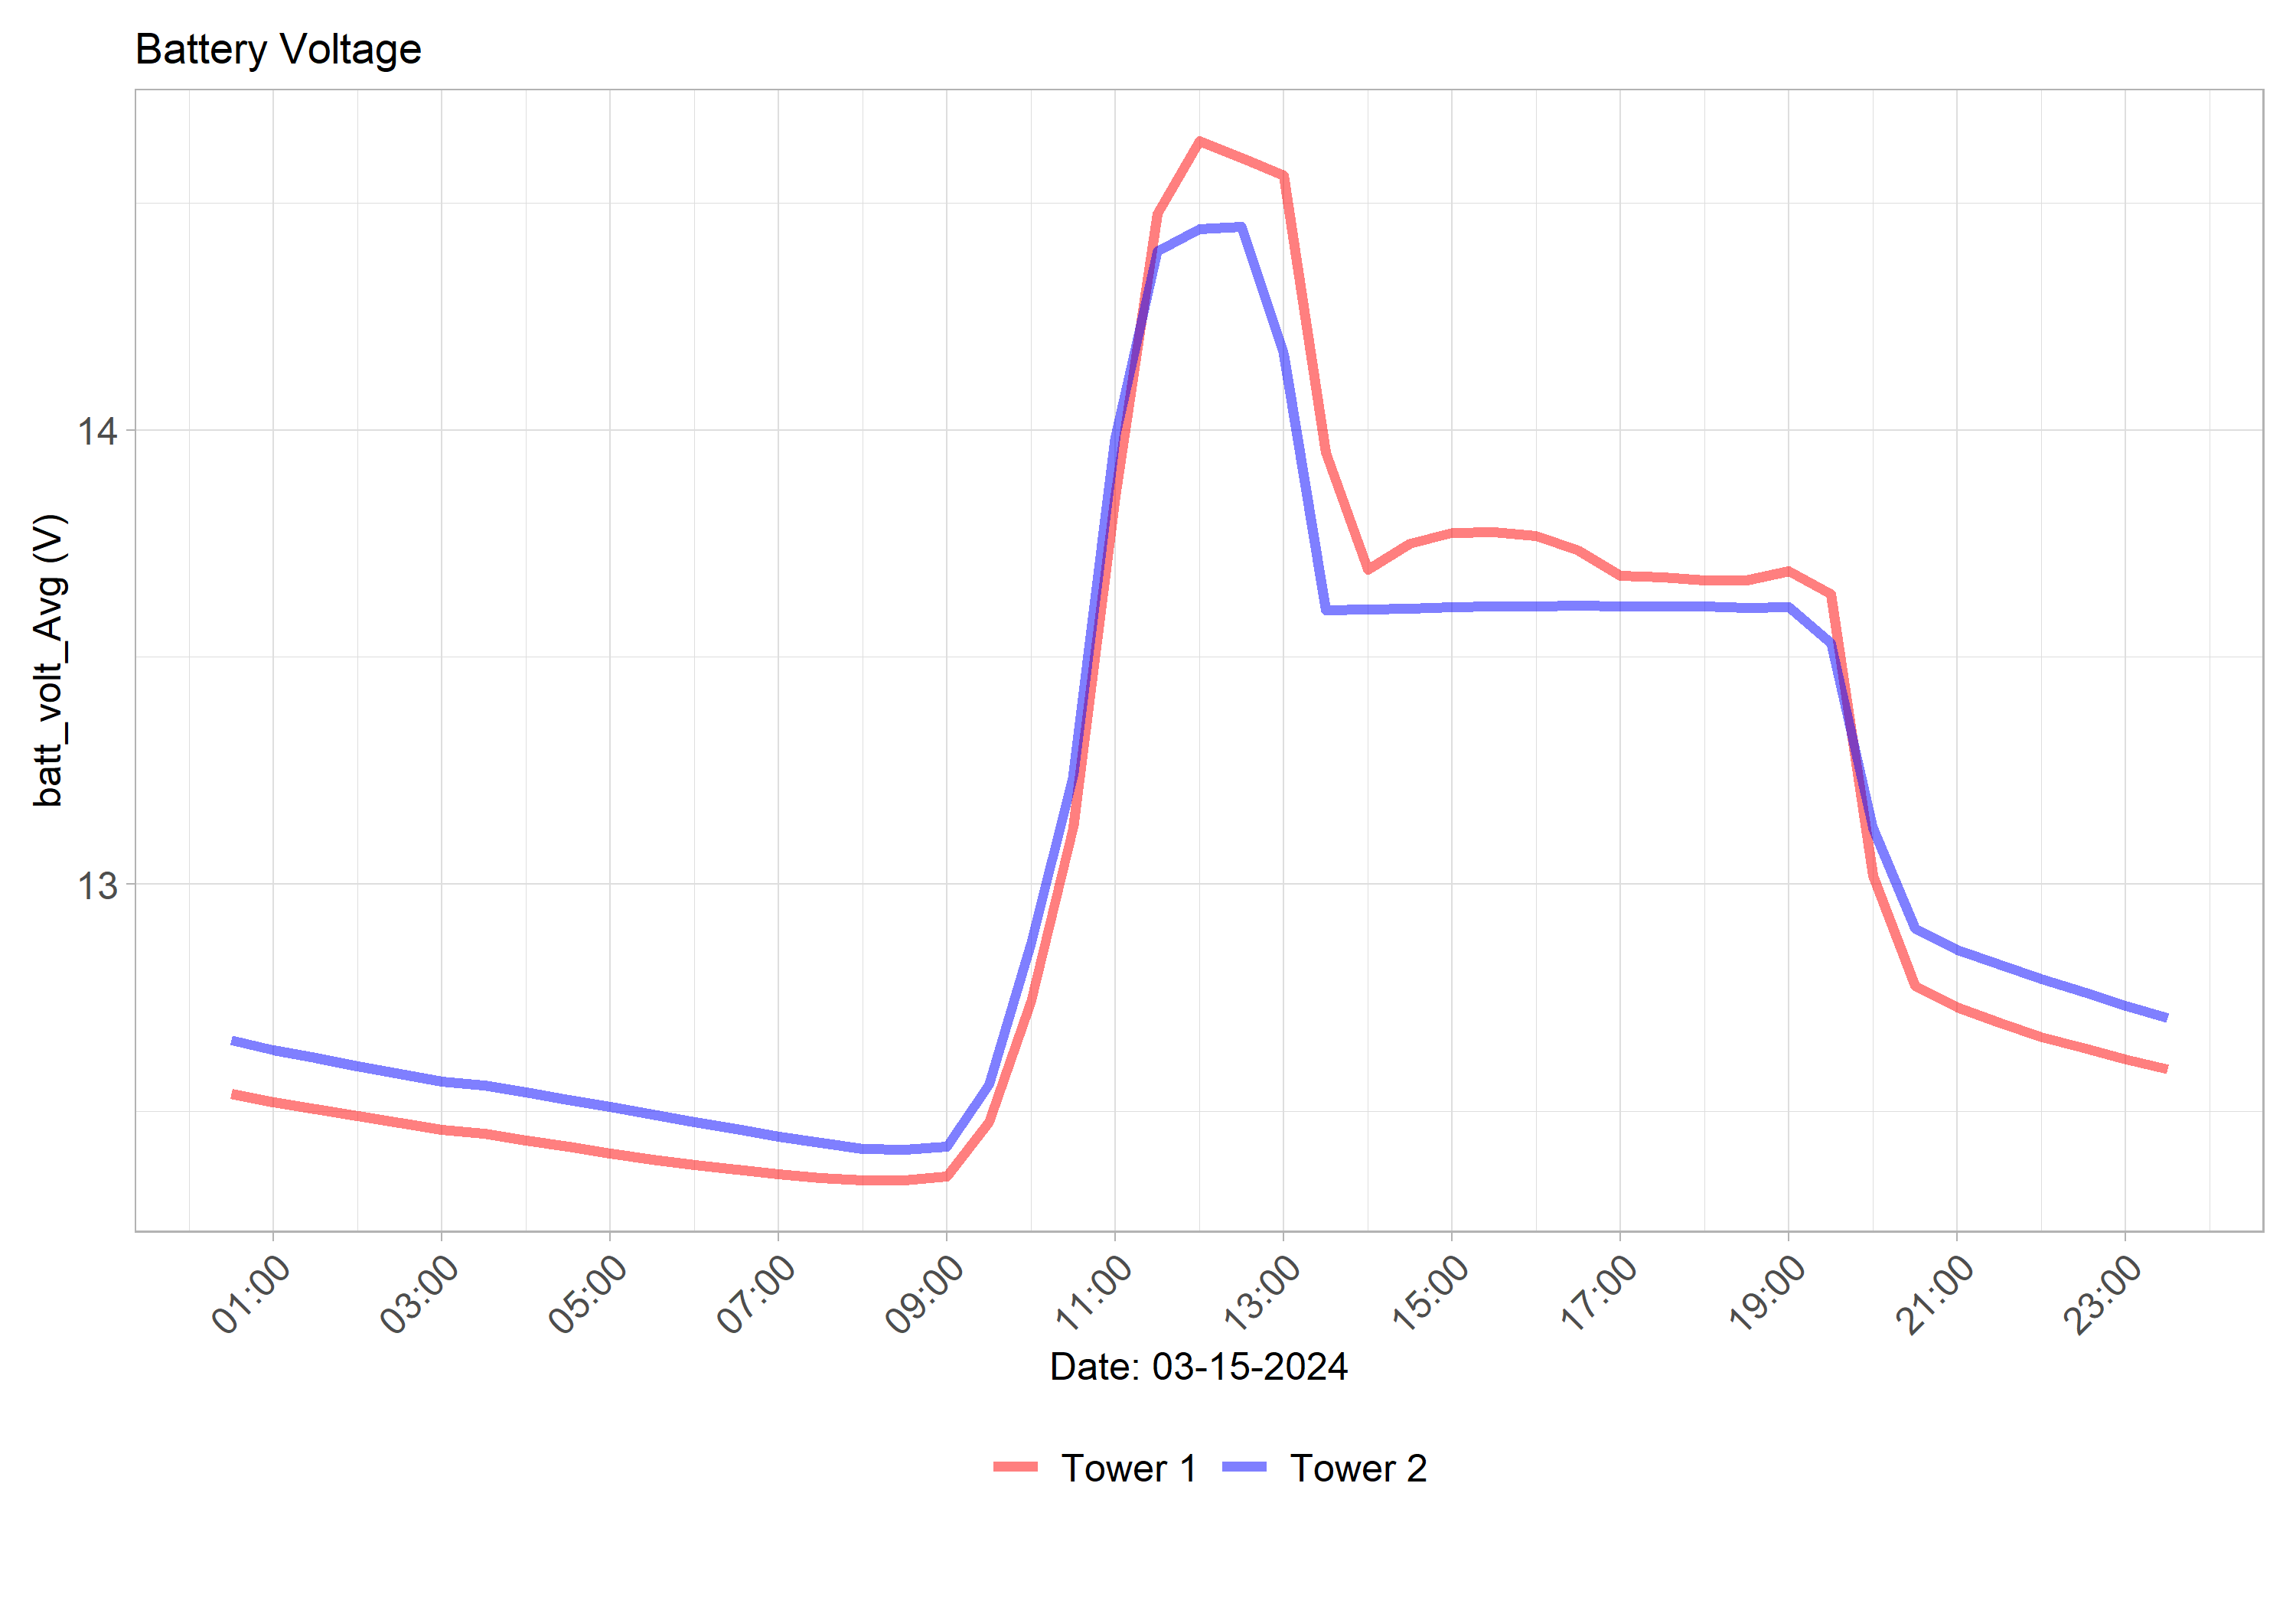 Battery Voltage
batt_volt_Avg (V)
14
13
01:00 03:00 05:00 07:00 09:00 11:00 13:00 15:00 17:00 19:00 21:00 23:00
Date: 03-15-2024
Tower 1 Tower 2